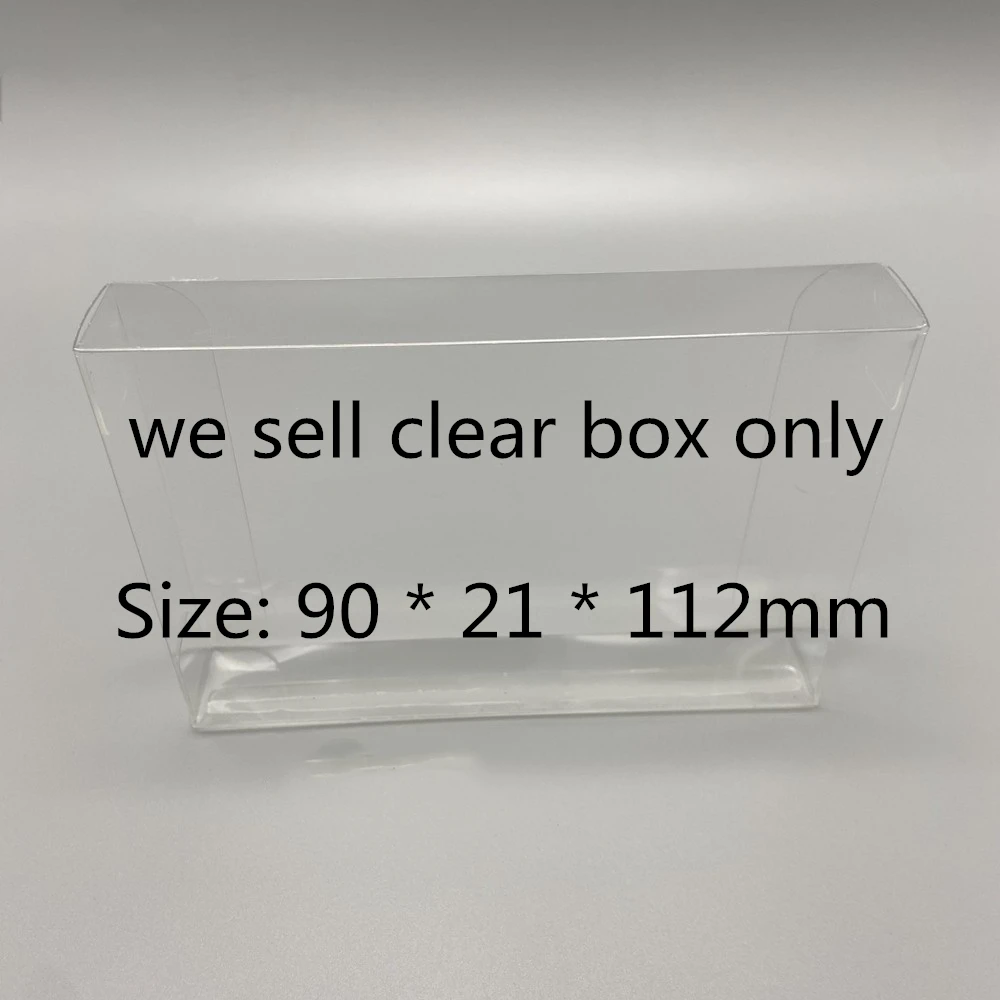 we sell clear box only
Size: 90 * 21 * 112mm